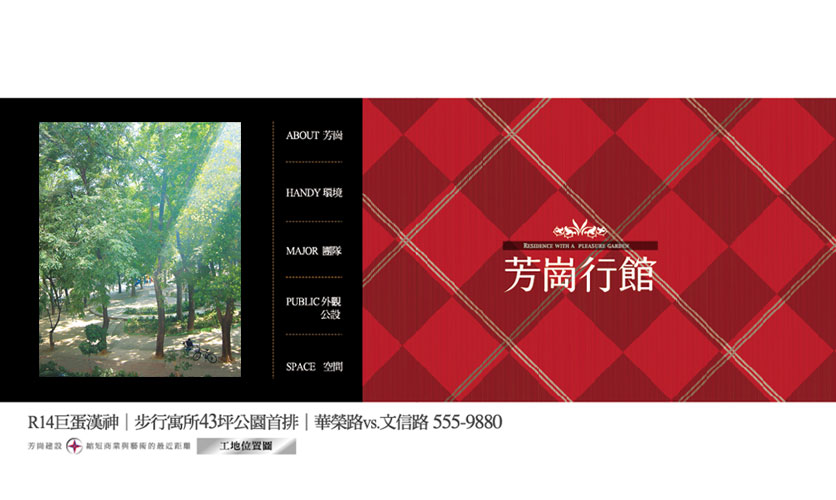 ABOUT 芳崗
HANDY 環境
MAJOR 團隊
PUBLIC 外觀
公設
SPACE 空間
RESIDENCE WITH A PLEASURE GARDEN
芳崗行館
R14巨蛋漢神│步行寓所43坪公園首排│華榮路vs.文信路 555-9880
芳崗建設 縮短商業與藝術的最近距離 工地位置圖